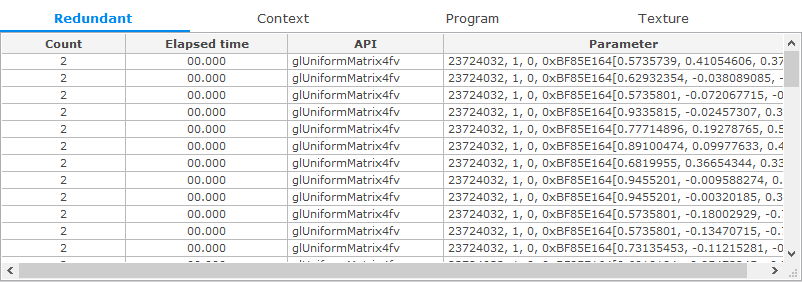 Redundant Context Program Texture
Count Elapsed time API Parameter
2 00.000 glUniformMatrix4fv 23724032, 1, 0, 0xBF85E164[0.5735739, 0.41054606, 0.37
2 00.000 glUniformMatrix4fv 23724032, 1, 0, 0xBF85E164[0.62932354, -0.038089085, -
2 00.000 glUniformMatrix4fv 23724032, 1, 0, 0xBF85E164[0.5735801, -0.072067715, -0
2 00.000 glUniformMatrix4fv 23724032, 1, 0, 0xBF85E164[0.9335815, -0.02457307, 0.3
2 00.000 glUniformMatrix4fv 23724032, 1, 0, 0xBF85E164[0.77714896, 0.19278765, 0.5
2 00.000 glUniformMatrix4fv 23724032, 1, 0, 0xBF85E164[0.89100474, 0.09977633, 0.4
2 00.000 glUniformMatrix4fv 23724032, 1, 0, 0xBF85E164[0.6819955, 0.36654344, 0.33
2 00.000 glUniformMatrix4fv 23724032, 1, 0, 0xBF85E164[0.9455201, -0.009588274, 0.
2 00.000 glUniformMatrix4fv 23724032, 1, 0, 0xBF85E164[0.9455201, -0.00320185, 0.3
2 00.000 glUniformMatrix4fv 23724032, 1, 0, 0xBF85E164[0.5735801, -0.18002929, -0.
2 00.000 glUniformMatrix4fv 23724032, 1, 0, 0xBF85E164[0.5735801, -0.13470715, -0.
2 00.000 glUniformMatrix4fv 23724032, 1, 0, 0xBF85E164[0.73135453, -0.11215281, -0